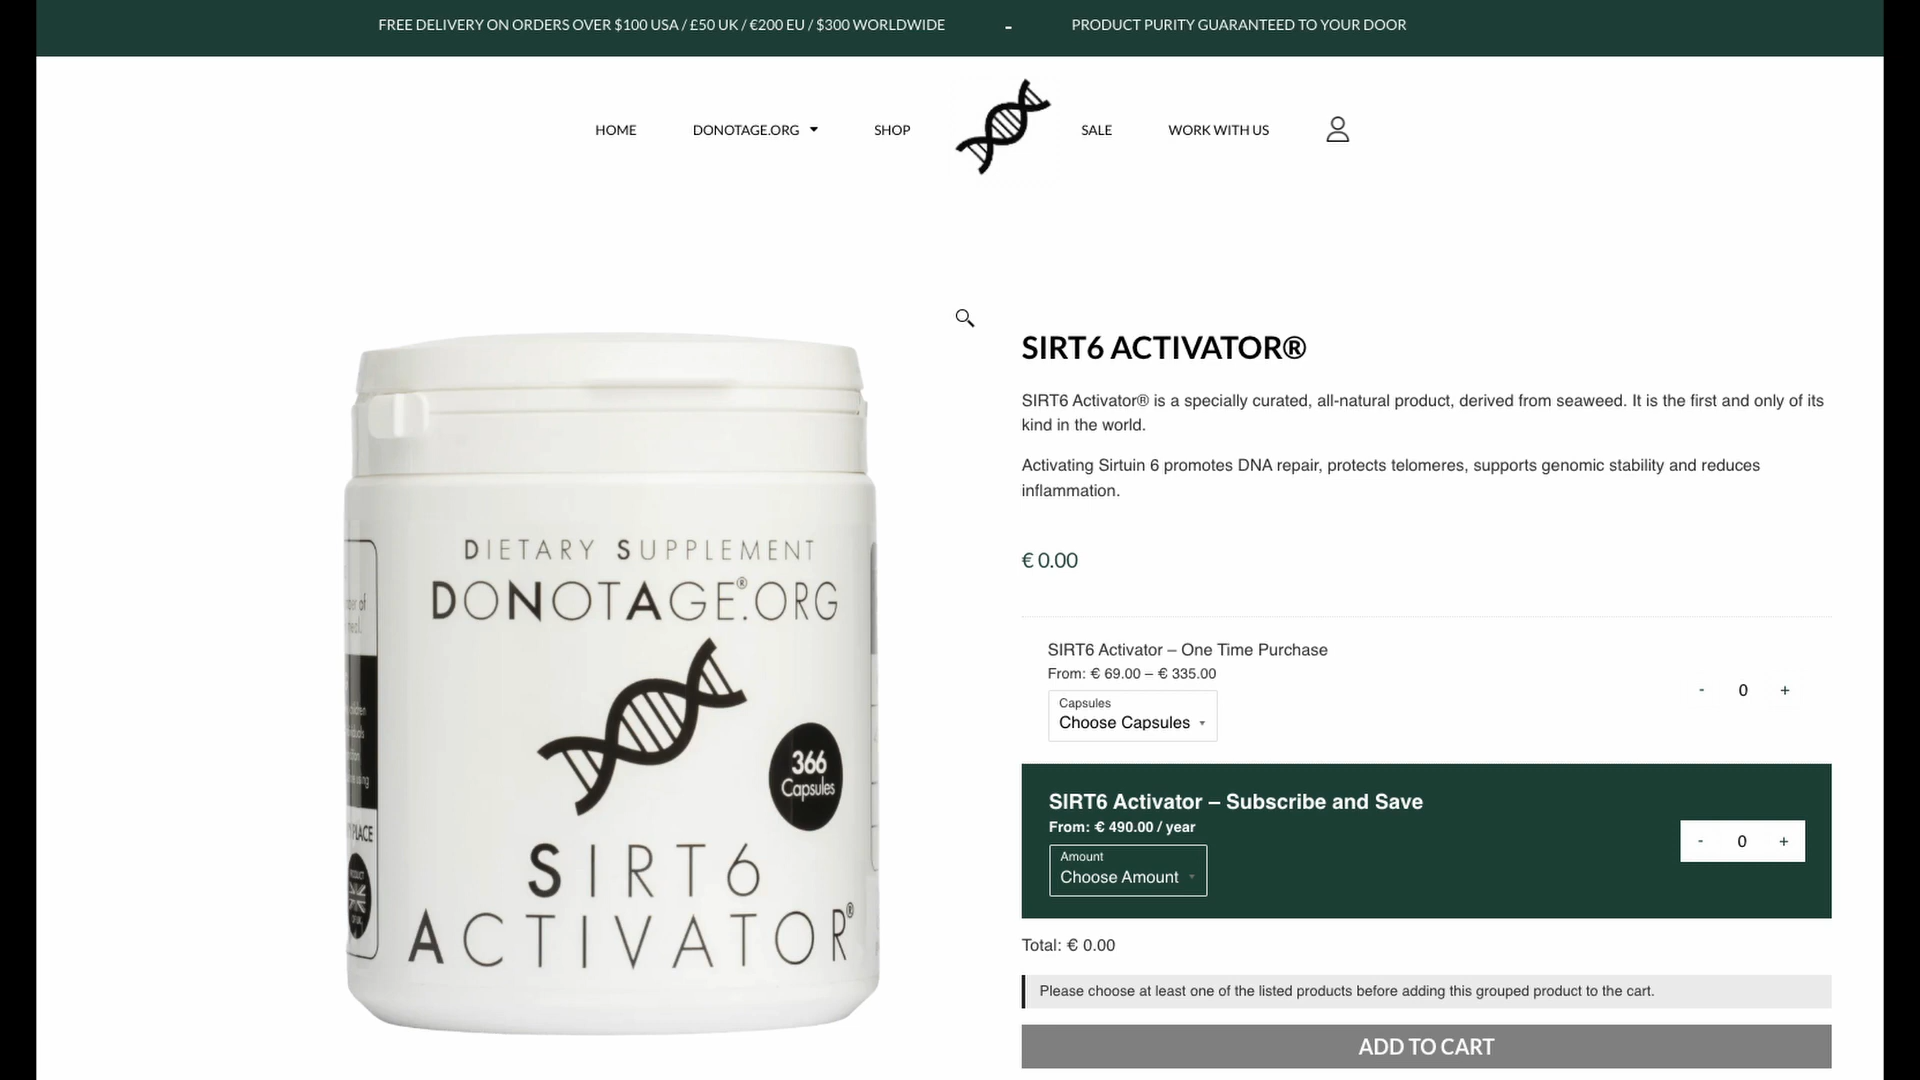 FREE DELIVERY ON ORDERS OVER $100 USA / £50 UK / €200 EU / $300 WORLDWIDE - PRODUCT PURITY GUARANTEED TO YOUR DOOR
HOME DONOTAGE.ORG SHOP SALE WORK WITH US
DIETARY SUPPLEMENT
DONOTAGE®.ORG
366
Capsules
SIRT6
ACTIVATOR®
PLACE
SIRT6 ACTIVATOR®
SIRT6 Activator® is a specially curated, all-natural product, derived from seaweed. It is the first and only of its
kind in the world.
Activating Sirtuin 6 promotes DNA repair, protects telomeres, supports genomic stability and reduces
inflammation.
€ 0.00
SIRT6 Activator – One Time Purchase
From: € 69.00 – € 335.00
Capsules
Choose Capsules
- 0 +
SIRT6 Activator – Subscribe and Save
From: € 490.00 / year
Amount
Choose Amount
- 0 +
Total: € 0.00
Please choose at least one of the listed products before adding this grouped product to the cart.
ADD TO CART